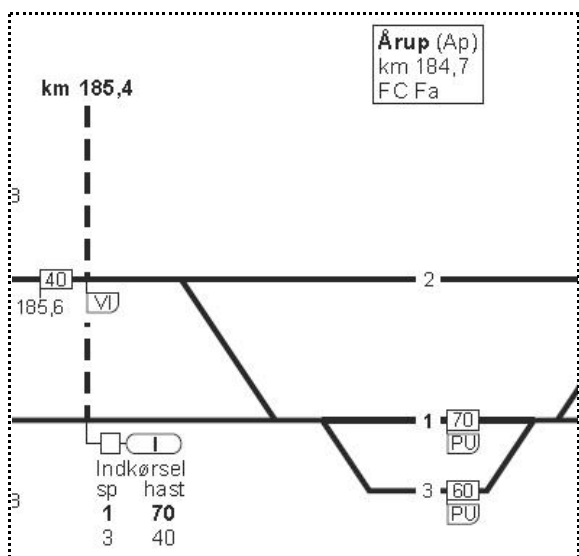 Årup (Ap)
km 184,7
FC Fa
km 185,4
40
2
185,6
VI
1
70
PU
I
Indkørsel
sp hast
1 70
3 40
3
60
PU